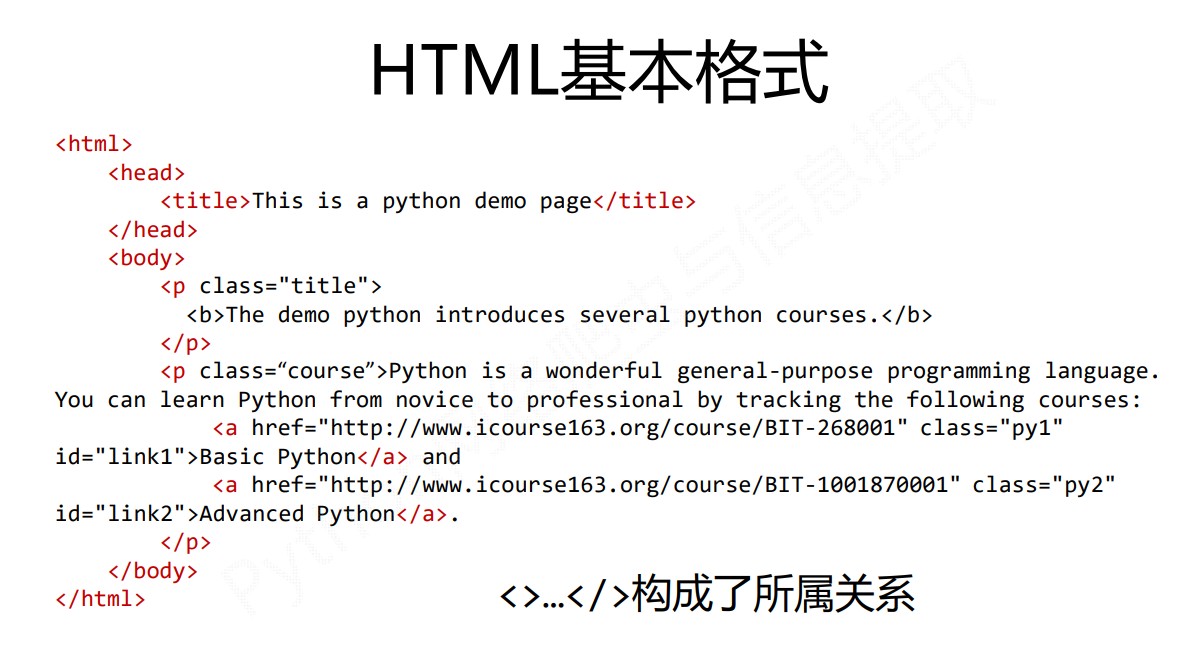 HTML基本格式
<html>
<head>
<title>This is a python demo page</title>
</head>
<body>
<p class="title">
<b>The demo python introduces several python courses.</b>
</p>
<p class=“course”>Python is a wonderful general-purpose programming language.
You can learn Python from novice to professional by tracking the following courses:
<a href="http://www.icourse163.org/course/BIT-268001" class="py1"
id="link1">Basic Python</a> and
<a href="http://www.icourse163.org/course/BIT-1001870001" class="py2"
id="link2">Advanced Python</a>.
</p>
</body>
</html>
<>…</>构成了所属关系